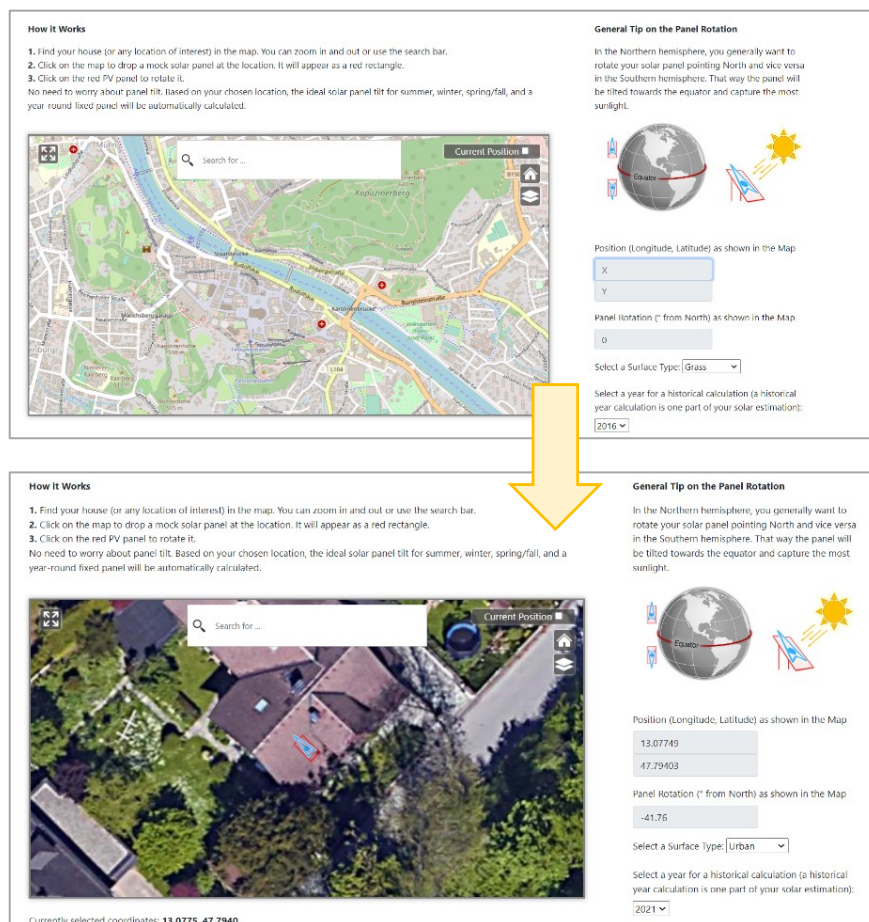 How it Works
1. Find your house (or any location of interest) in the map. You can zoom in and out or use the search bar.
2. Click on the map to drop a mock solar panel at the location. It will appear as a red rectangle.
3. Click on the red PV panel to rotate it.
No need to worry about panel tilt. Based on your chosen location, the ideal solar panel tilt for summer, winter, spring/fall, and a
year-round fixed panel will be automatically calculated.
Search for ...
Current Position
Kapuzinerberg
Mönchsberggarage
L104
General Tip on the Panel Rotation
In the Northern hemisphere, you generally want to
rotate your solar panel pointing North and vice versa
in the Southern hemisphere. That way the panel will
be tilted towards the equator and capture the most
sunlight.
Equator
Position (Longitude, Latitude) as shown in the Map
X
Y
Panel Rotation (° from North) as shown in the Map
0
Select a Surface Type: Grass
Select a year for a historical calculation (a historical
year calculation is one part of your solar estimation):
2016
How it Works
1. Find your house (or any location of interest) in the map. You can zoom in and out or use the search bar.
2. Click on the map to drop a mock solar panel at the location. It will appear as a red rectangle.
3. Click on the red PV panel to rotate it.
No need to worry about panel tilt. Based on your chosen location, the ideal solar panel tilt for summer, winter, spring/fall, and a
year-round fixed panel will be automatically calculated.
Search for ...
Current Position
Currently selected coordinates: 13.0775, 47.7940
General Tip on the Panel Rotation
In the Northern hemisphere, you generally want to
rotate your solar panel pointing North and vice versa
in the Southern hemisphere. That way the panel will
be tilted towards the equator and capture the most
sunlight.
Equator
Position (Longitude, Latitude) as shown in the Map
13.07749
47.79403
Panel Rotation (° from North) as shown in the Map
-41.76
Select a Surface Type: Urban
Select a year for a historical calculation (a historical
year calculation is one part of your solar estimation):
2021